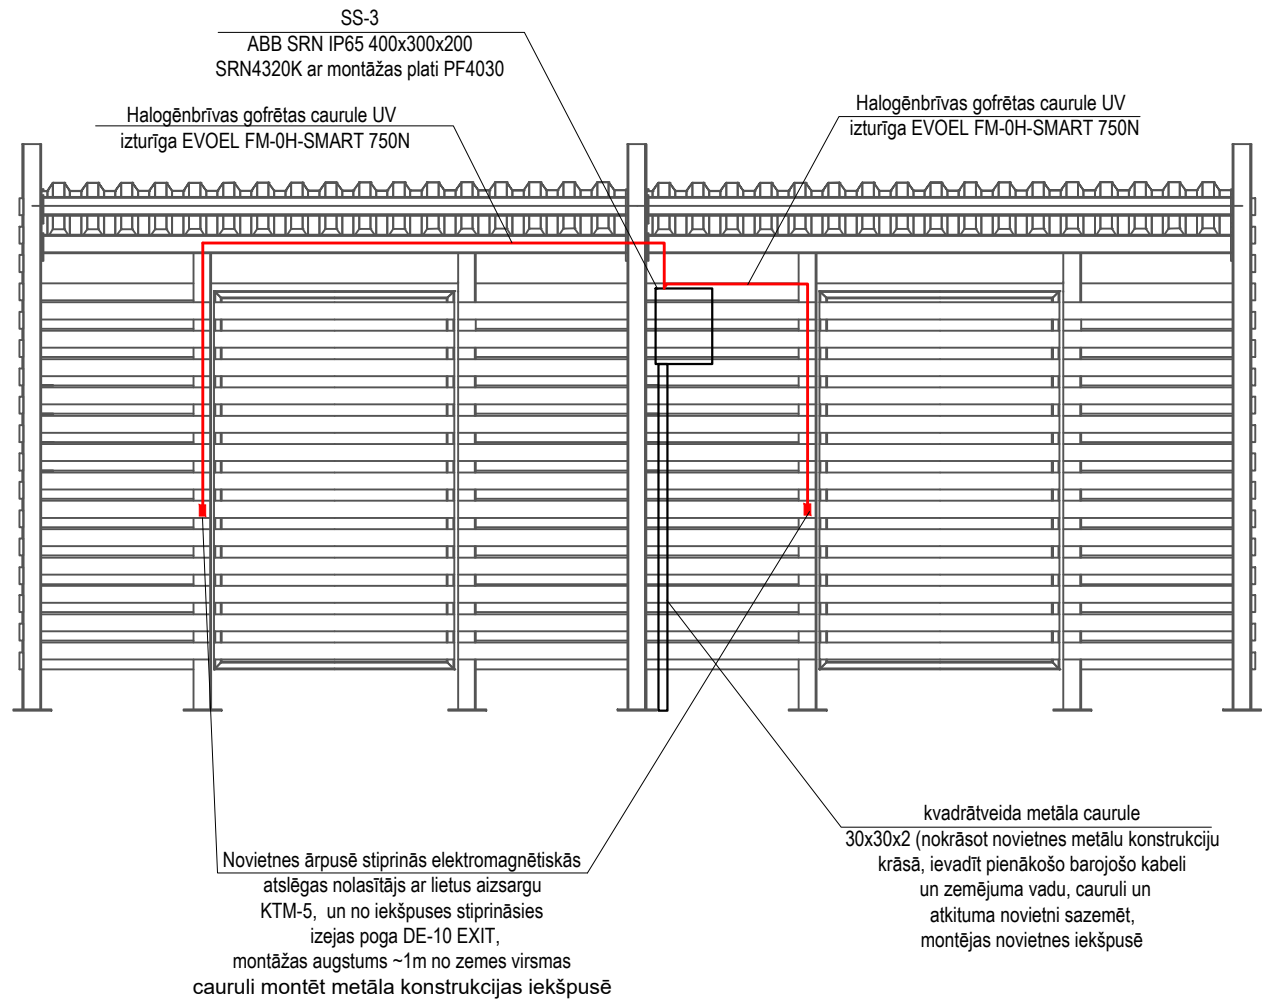 SS-3
ABB SRN IP65 400x300x200
SRN4320K ar montāžas plati PF4030
Halogēnbrīvas gofrētas caurule UV
izturīga EVOEL FM-0H-SMART 750N
Halogēnbrīvas gofrētas caurule UV
izturīga EVOEL FM-0H-SMART 750N
Novietnes ārpusē stiprinās elektromagnētiskās
atslēgas nolasītājs ar lietus aizsargu
KTM-5,  un no iekšpuses stiprināsies
izejas poga DE-10 EXIT,
montāžas augstums ~1m no zemes virsmas
cauruli montēt metāla konstrukcijas iekšpusē
kvadrātveida metāla caurule
30x30x2 (nokrāsot novietnes metālu konstrukciju
krāsā, ievadīt pienākošo barojošo kabeli
un zemējuma vadu, cauruli un
atkituma novietni sazemēt,
montējas novietnes iekšpusē